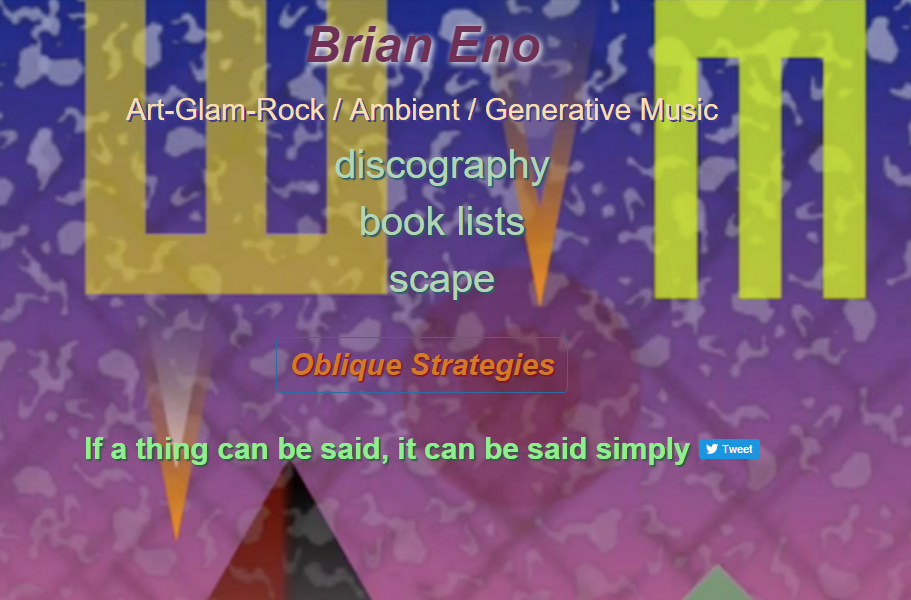 Brian Eno
Art-Glam-Rock / Ambient / Generative Music
discography
book lists
scape
Oblique Strategies
If a thing can be said, it can be said simply Tweet